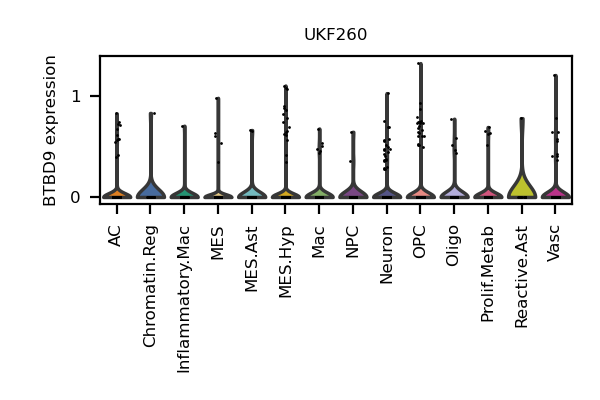 UKF260
BTBD9 expression
1
0
AC
Chromatin.Reg
Inflammatory.Mac
MES
MES.Ast
MES.Hyp
Mac
NPC
Neuron
OPC
Oligo
Prolif.Metab
Reactive.Ast
Vasc